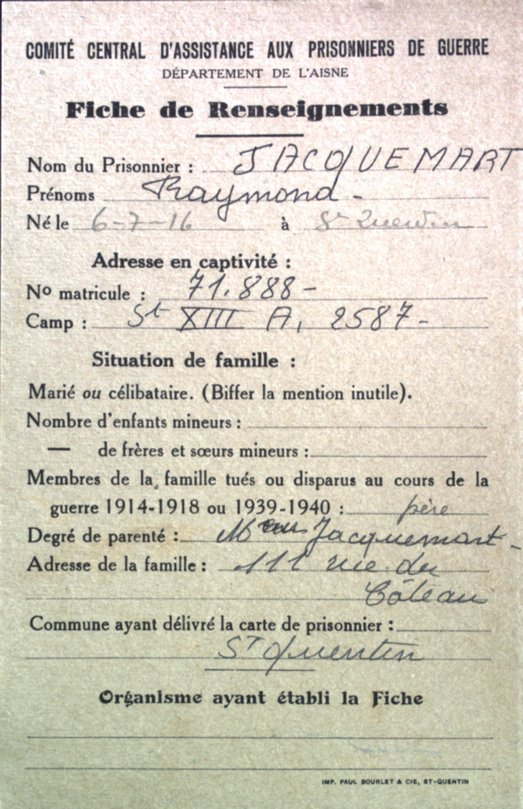 COMITÉ CENTRAL D'ASSISTANCE AUX PRISONNIERS DE GUERRE
DÉPARTEMENT DE L'AISNE
Fiche de Renseignements
Nom du Prisonnier : JACQUEMART
Prénoms Raymond -
Né le 6-7-16 à St Quentin
Adresse en captivité :
No matricule : 71.888 -
Camp : St XIII A, 2587 -
Situation de famille :
Marié ou célibataire. (Biffer la mention inutile).
Nombre d'enfants mineurs :
— de frères et sœurs mineurs :
Membres de la famille tués ou disparus au cours de la
guerre 1914-1918 ou 1939-1940 : père
Degré de parenté : Jacquemart -
Adresse de la famille : 111 rue du
Côteau
Commune ayant délivré la carte de prisonnier :
ST Quentin
Organisme ayant établi la Fiche
IMP. PAUL BOURLET & CIE, ST-QUENTIN